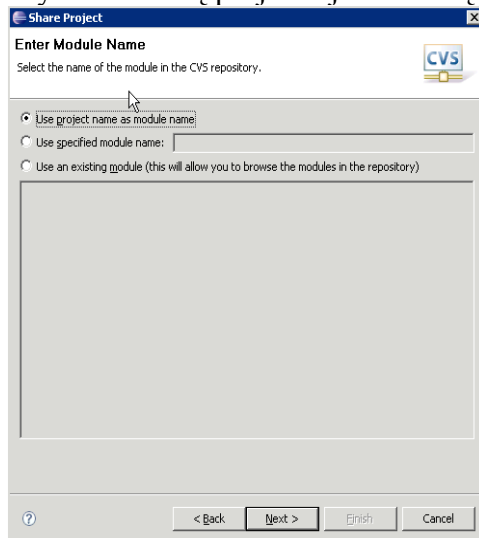 Share Project
Enter Module Name
Select the name of the module in the CVS repository.
CVS
Use project name as module name
Use specified module name:
Use an existing module (this will allow you to browse the modules in the repository)
< Back Next > Finish Cancel